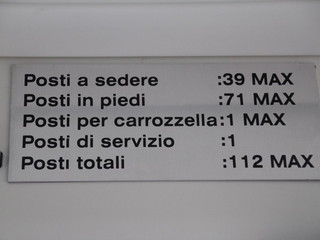 Posti a sedere :39 MAX
Posti in piedi :71 MAX
Posti per carrozzella:1 MAX
Posti di servizio :1
Posti totali :112 MAX